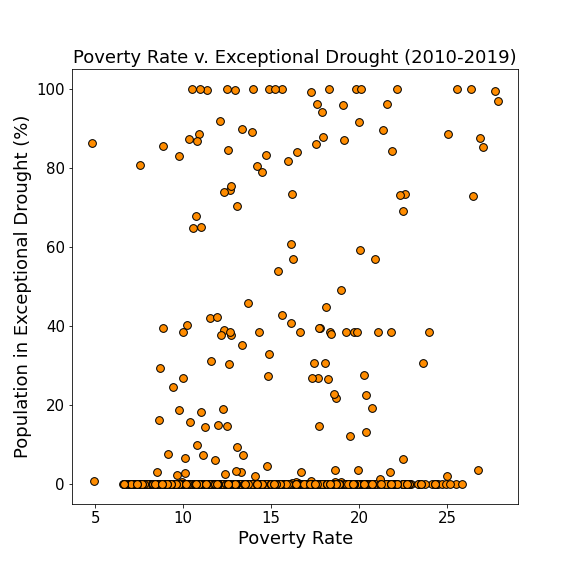 Poverty Rate v. Exceptional Drought (2010-2019)
Population in Exceptional Drought (%)
100
80
60
40
20
0
5 10 15 20 25
Poverty Rate